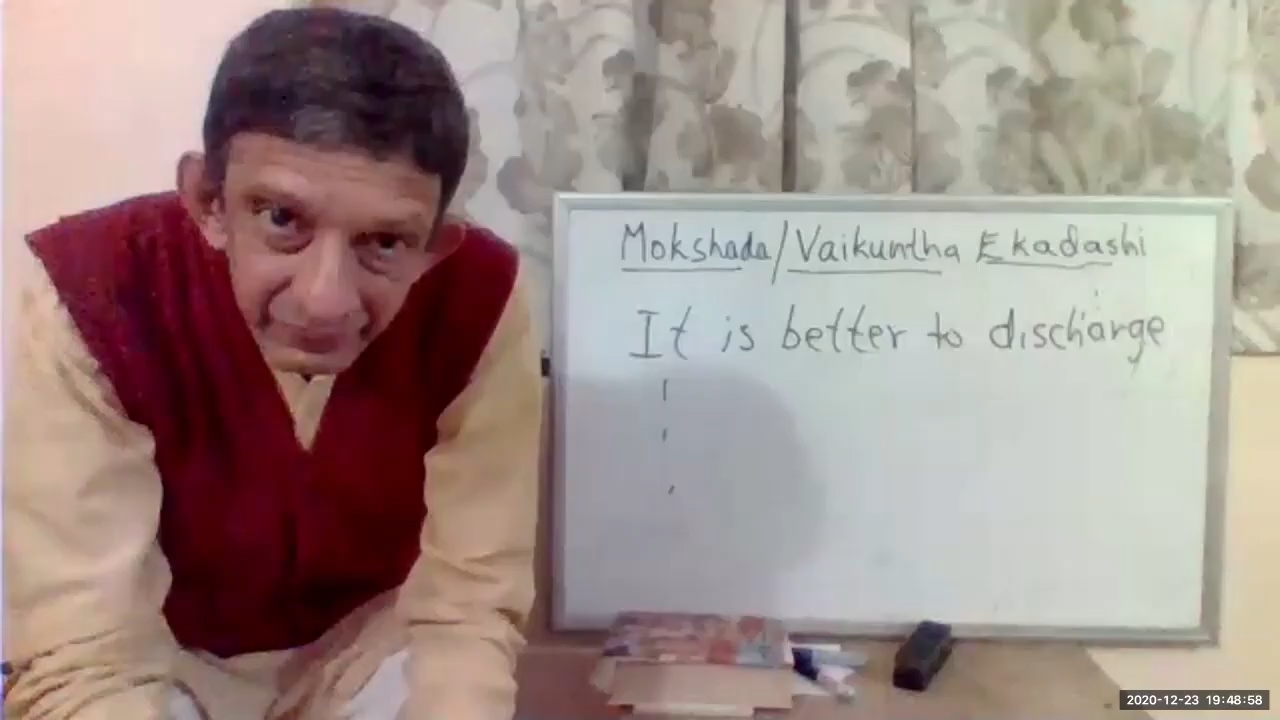 Mokshada/Vaikuntha Ekadashi
It is better to discharge
2020-12-23 19:48:58